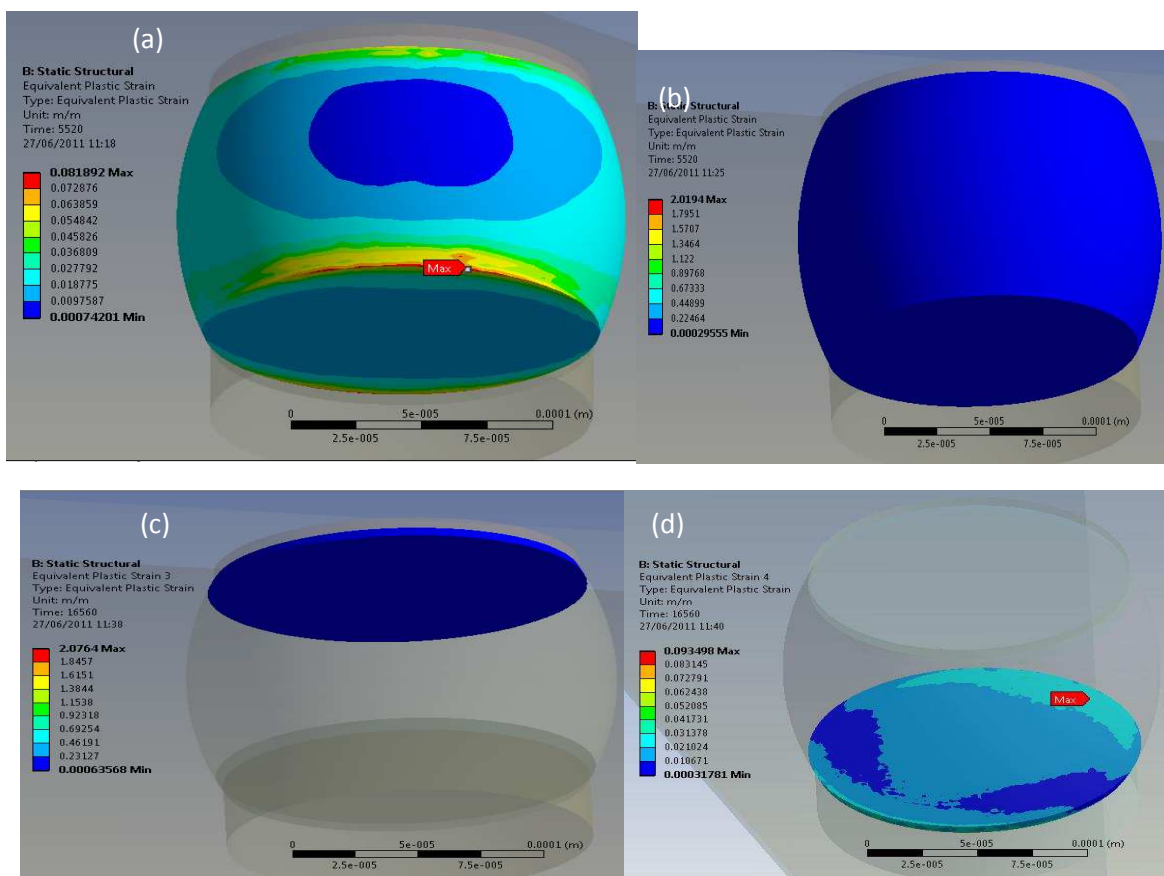 (a)
B: Static Structural
Equivalent Plastic Strain
Type: Equivalent Plastic Strain
Unit: m/m
Time: 5520
27/06/2011 11:18
0.081892 Max
0.072876
0.063859
0.054842
0.045826
0.036809
0.027792
0.018775
0.0097587
0.00074201 Min
Max
0 5e-005 0.0001 (m)
2.5e-005 7.5e-005
(b)
B: Static Structural
Equivalent Plastic Strain
Type: Equivalent Plastic Strain
Unit: m/m
Time: 5520
27/06/2011 11:25
2.0194 Max
1.7951
1.5707
1.3464
1.122
0.89768
0.67333
0.44899
0.22464
0.00029555 Min
0 5e-005 0.0001 (m)
2.5e-005 7.5e-005
(c)
B: Static Structural
Equivalent Plastic Strain 3
Type: Equivalent Plastic Strain
Unit: m/m
Time: 16560
27/06/2011 11:38
2.0764 Max
1.8457
1.6151
1.3844
1.1538
0.92318
0.69254
0.46191
0.23127
0.00063568 Min
0 5e-005 0.0001 (m)
2.5e-005 7.5e-005
(d)
B: Static Structural
Equivalent Plastic Strain 4
Type: Equivalent Plastic Strain
Unit: m/m
Time: 16560
27/06/2011 11:40
0.093498 Max
0.083145
0.072791
0.062438
0.052085
0.041731
0.031378
0.021024
0.010671
0.00031781 Min
Max
0 5e-005 0.0001 (m)
2.5e-005 7.5e-005